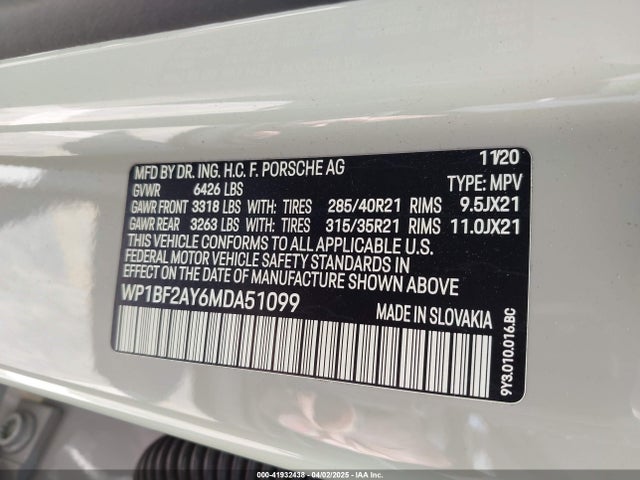 MFD BY DR. ING. H.C. F. PORSCHE AG 11/20
GVWR 6426 LBS TYPE: MPV
GAWR FRONT 3318 LBS WITH: TIRES 285/40R21 RIMS 9.5JX21
GAWR REAR 3263 LBS WITH: TIRES 315/35R21 RIMS 11.0JX21
THIS VEHICLE CONFORMS TO ALL APPLICABLE U.S.
FEDERAL MOTOR VEHICLE SAFETY STANDARDS IN
EFFECT ON THE DATE OF MANUFACTURE SHOWN ABOVE
WP1BF2AY6MDA51099
MADE IN SLOVAKIA
9Y3.010.016.BC
000-41932438 - 04/02/2025 - IAA Inc.